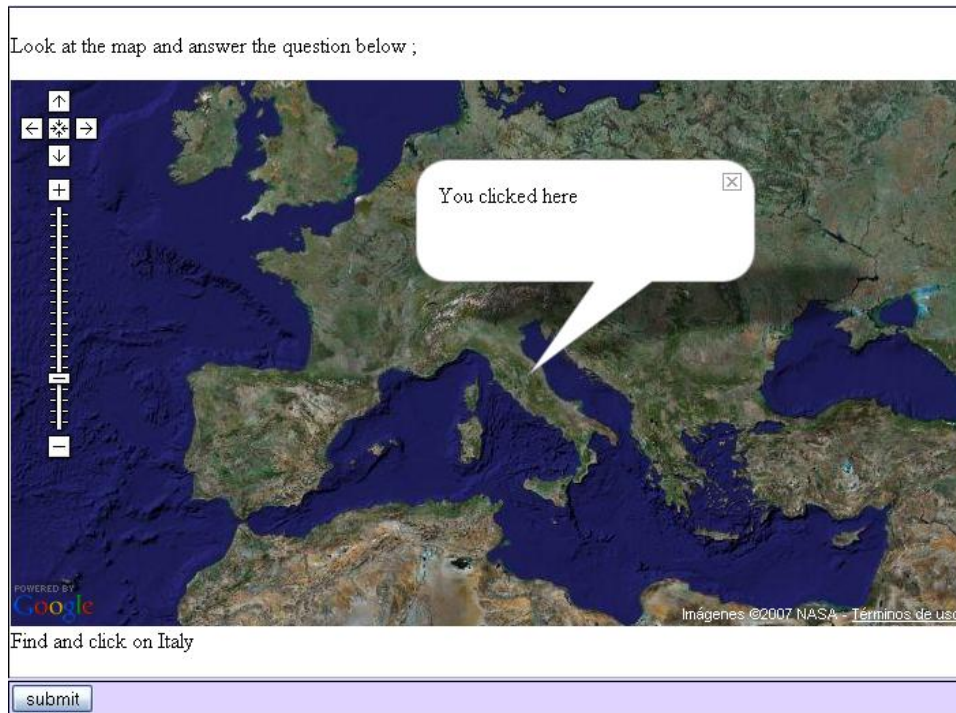 Look at the map and answer the question below ;
You clicked here
POWERED BY
Google
Imágenes ©2007 NASA - Términos de uso
Find and click on Italy
submit